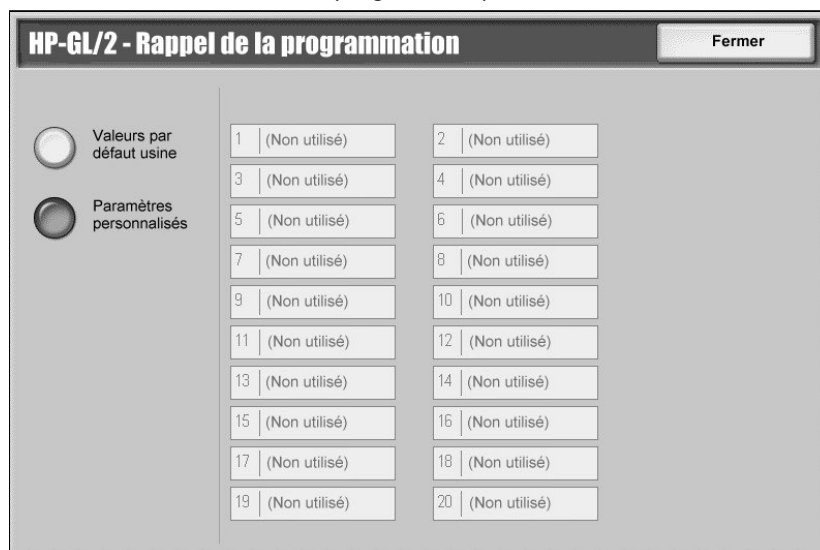 HP-GL/2 - Rappel de la programmation
Fermer
Valeurs par
défaut usine
Paramètres
personnalisés
1 (Non utilisé)
2 (Non utilisé)
3 (Non utilisé)
4 (Non utilisé)
5 (Non utilisé)
6 (Non utilisé)
7 (Non utilisé)
8 (Non utilisé)
9 (Non utilisé)
10 (Non utilisé)
11 (Non utilisé)
12 (Non utilisé)
13 (Non utilisé)
14 (Non utilisé)
15 (Non utilisé)
16 (Non utilisé)
17 (Non utilisé)
18 (Non utilisé)
19 (Non utilisé)
20 (Non utilisé)